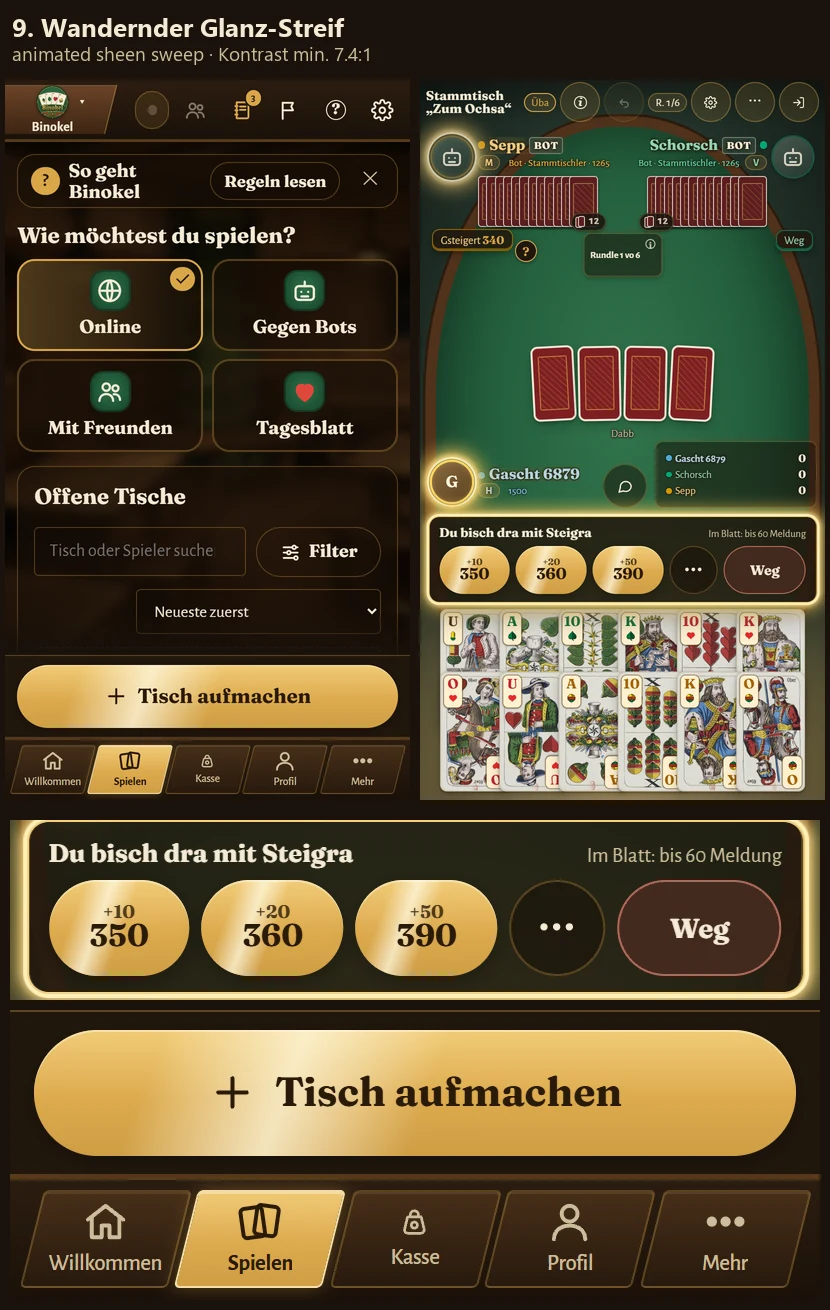 9. Wandernder Glanz-Streif
animated sheen sweep · Kontrast min. 7.4:1
Binokel
3
?
So geht
Binokel
Regeln lesen
Wie möchtest du spielen?
Online
Gegen Bots
Mit Freunden
Tagesblatt
Offene Tische
Tisch oder Spieler suche
Filter
Neueste zuerst
+ Tisch aufmachen
Willkommen
Spielen
Kasse
Profil
Mehr
Stammtisch
„Zum Ochsa“
Üba
R. 1/6
Sepp BOT
M Bot · Stammtischler · 1265
Schorsch BOT
Bot · Stammtischler · 1265 V
12
12
Gsteigert 340
?
Weg
Rundle 1 vo 6
Dabb
G
Gascht 6879
H 1500
Gascht 6879 0
Schorsch 0
Sepp 0
Du bisch dra mit Steigra
Im Blatt: bis 60 Meldung
+10
350
+20
360
+50
390
Weg
U A 10 K 10 K
O U A 10 K O
Du bisch dra mit Steigra
Im Blatt: bis 60 Meldung
+10
350
+20
360
+50
390
Weg
+ Tisch aufmachen
Willkommen
Spielen
Kasse
Profil
Mehr